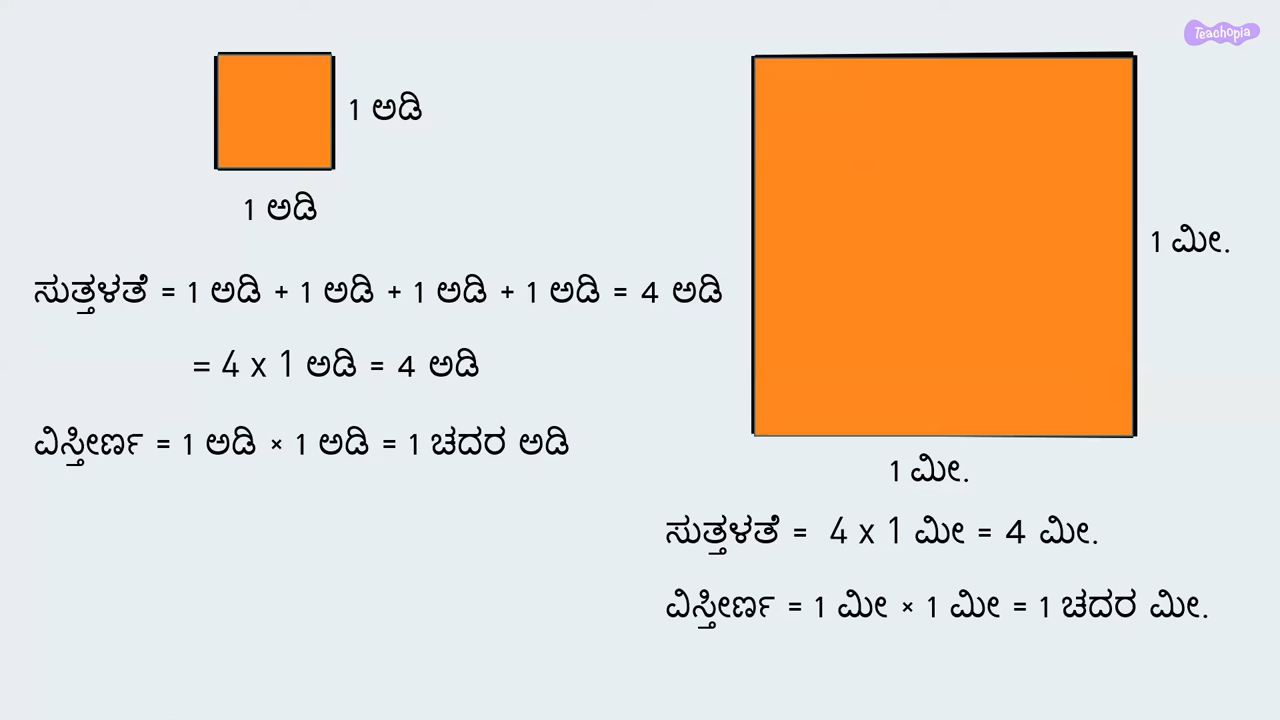 Teachopia
1 ಅಡಿ
1 ಅಡಿ
ಸುತ್ತಳತೆ = 1 ಅಡಿ + 1 ಅಡಿ + 1 ಅಡಿ + 1 ಅಡಿ = 4 ಅಡಿ
= 4 x 1 ಅಡಿ = 4 ಅಡಿ
ವಿಸ್ತೀರ್ಣ = 1 ಅಡಿ × 1 ಅಡಿ = 1 ಚದರ ಅಡಿ
1 ಮೀ.
1 ಮೀ.
ಸುತ್ತಳತೆ = 4 x 1 ಮೀ = 4 ಮೀ.
ವಿಸ್ತೀರ್ಣ = 1 ಮೀ × 1 ಮೀ = 1 ಚದರ ಮೀ.